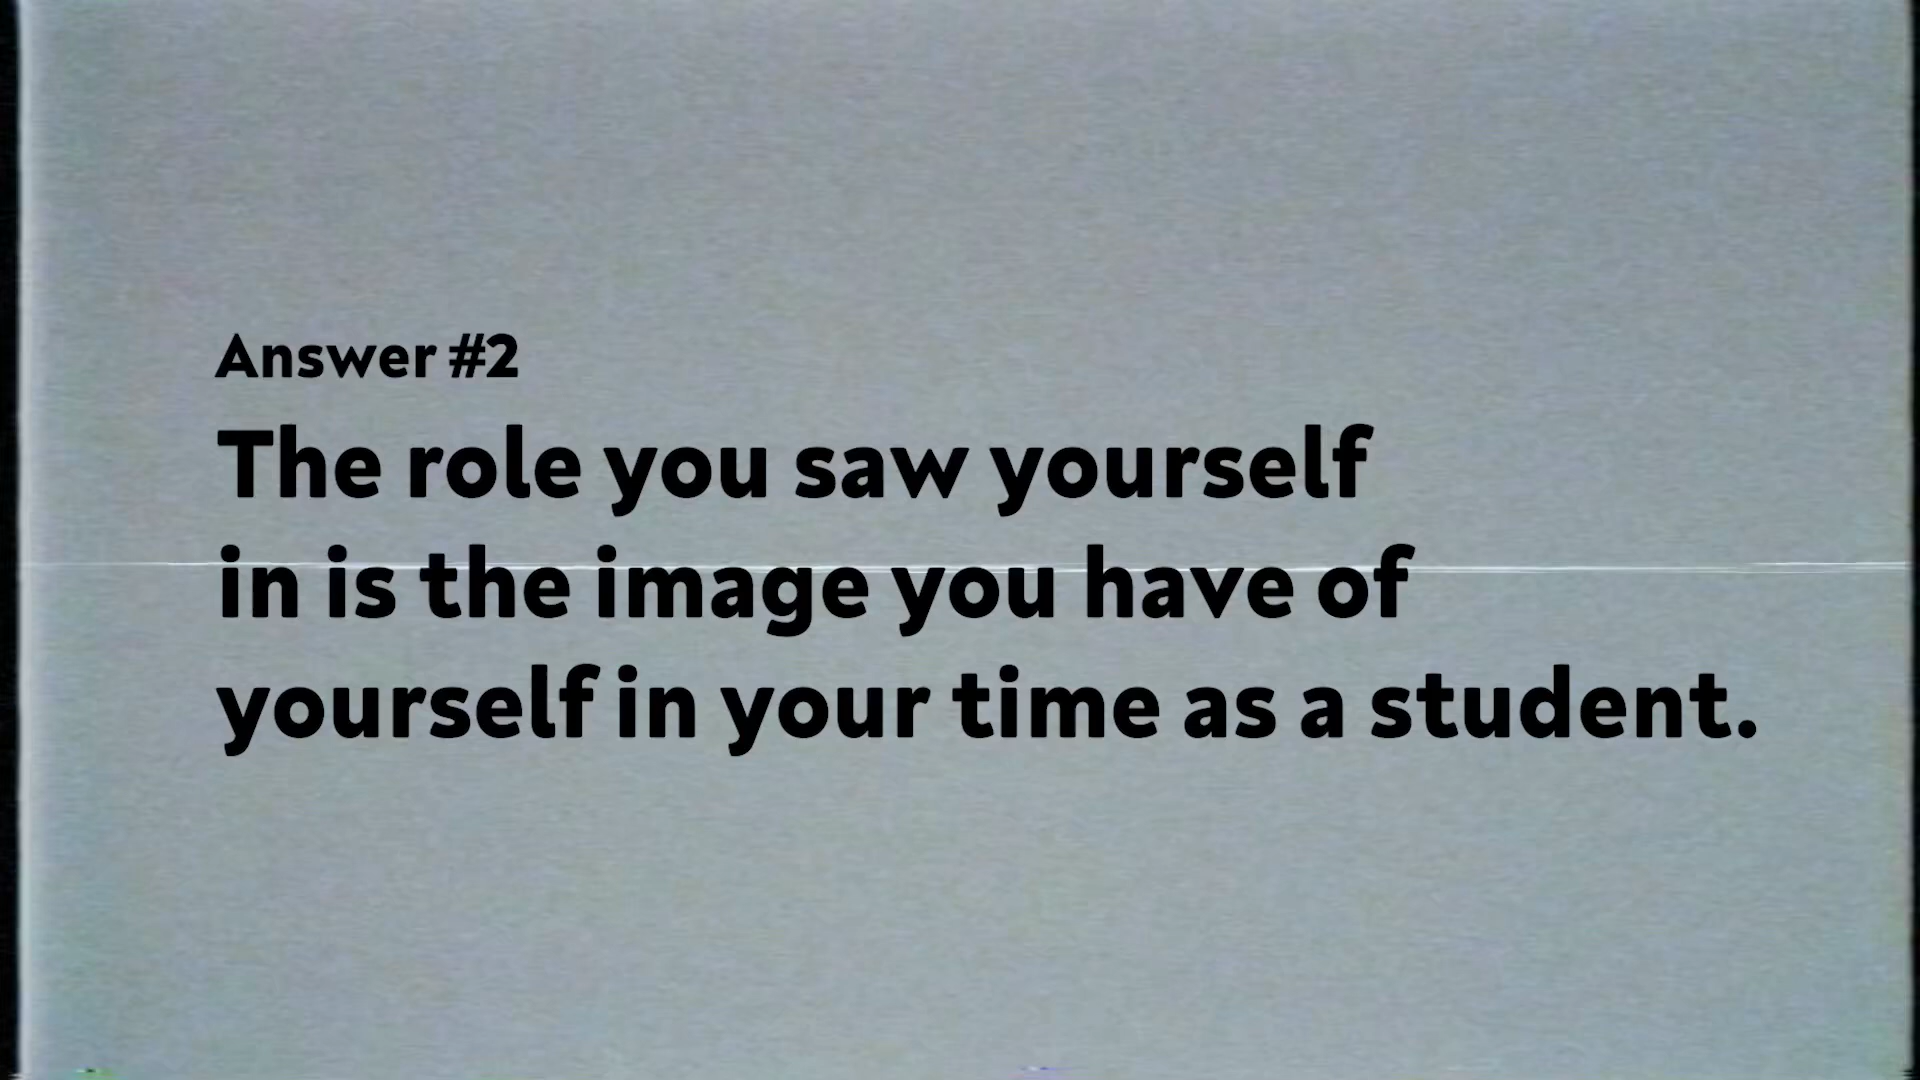 Answer #2
The role you saw yourself
in is the image you have of
yourself in your time as a student.